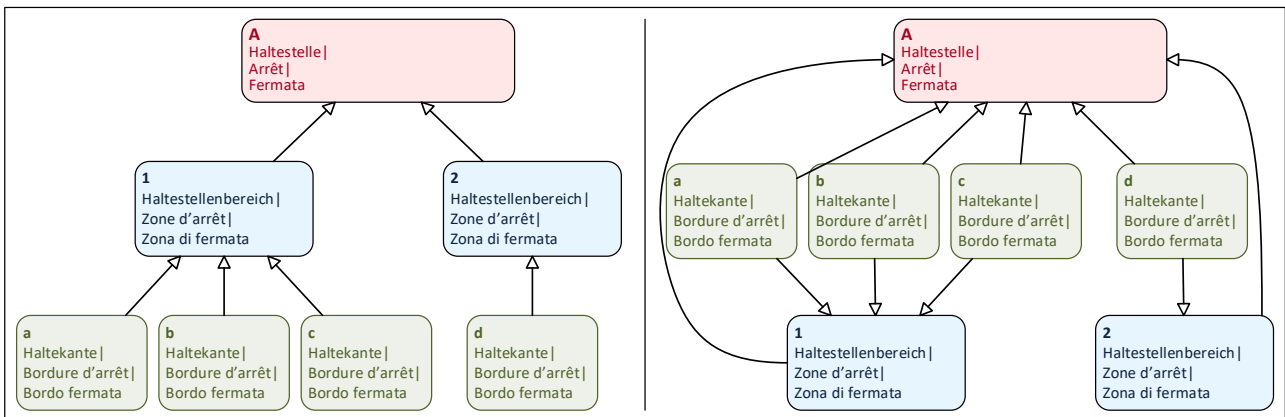 A
Haltestelle|
Arrêt|
Fermata
1
Haltestellenbereich|
Zone d’arrêt|
Zona di fermata
2
Haltestellenbereich|
Zone d’arrêt|
Zona di fermata
a
Haltekante|
Bordure d’arrêt|
Bordo fermata
b
Haltekante|
Bordure d’arrêt|
Bordo fermata
c
Haltekante|
Bordure d’arrêt|
Bordo fermata
d
Haltekante|
Bordure d’arrêt|
Bordo fermata
A
Haltestelle|
Arrêt|
Fermata
a
Haltekante|
Bordure d’arrêt|
Bordo fermata
b
Haltekante|
Bordure d’arrêt|
Bordo fermata
c
Haltekante|
Bordure d’arrêt|
Bordo fermata
d
Haltekante|
Bordure d’arrêt|
Bordo fermata
1
Haltestellenbereich|
Zone d’arrêt|
Zona di fermata
2
Haltestellenbereich|
Zone d’arrêt|
Zona di fermata